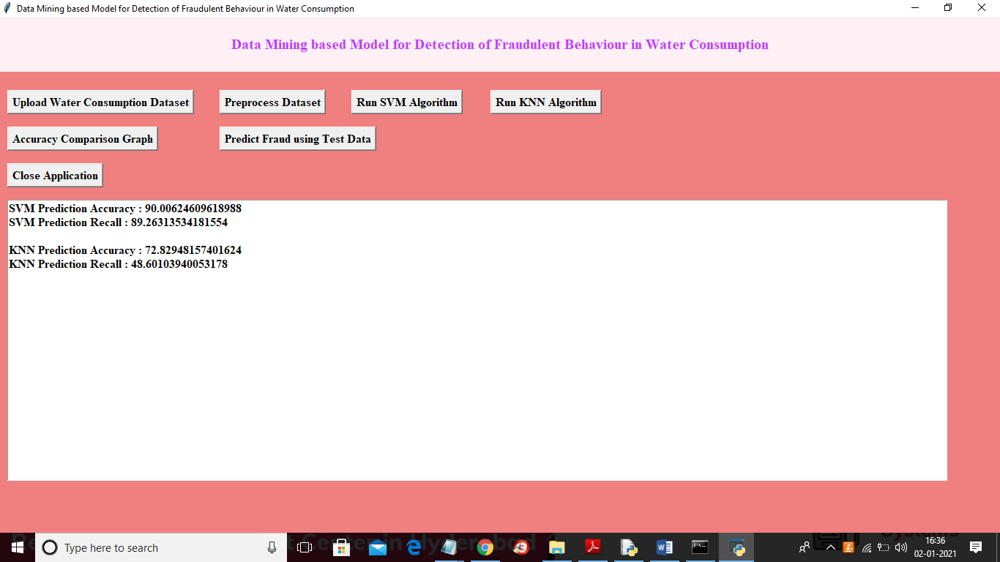 Data Mining based Model for Detection of Fraudulent Behaviour in Water Consumption
Data Mining based Model for Detection of Fraudulent Behaviour in Water Consumption
Upload Water Consumption Dataset Preprocess Dataset Run SVM Algorithm Run KNN Algorithm
Accuracy Comparison Graph Predict Fraud using Test Data
Close Application
SVM Prediction Accuracy : 90.00624609618988
SVM Prediction Recall : 89.26313534181554
KNN Prediction Accuracy : 72.82948157401624
KNN Prediction Recall : 48.60103940053178
Type here to search
16:36
02-01-2021